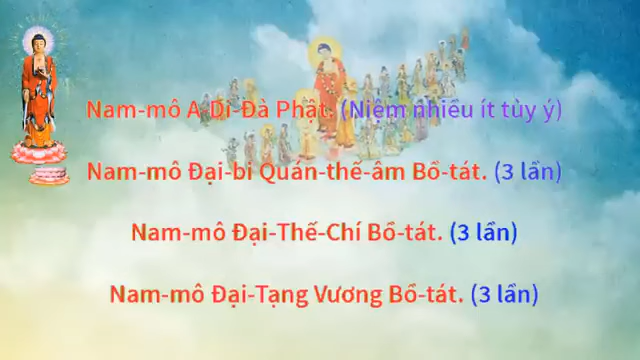 Nam-mô A-Di-Đà Phật. (Niệm nhiều ít tùy ý)
Nam-mô Đại-bi Quán-thế-âm Bồ-tát. (3 lần)
Nam-mô Đại-Thế-Chí Bồ-tát. (3 lần)
Nam-mô Đại-Tạng Vương Bồ-tát. (3 lần)